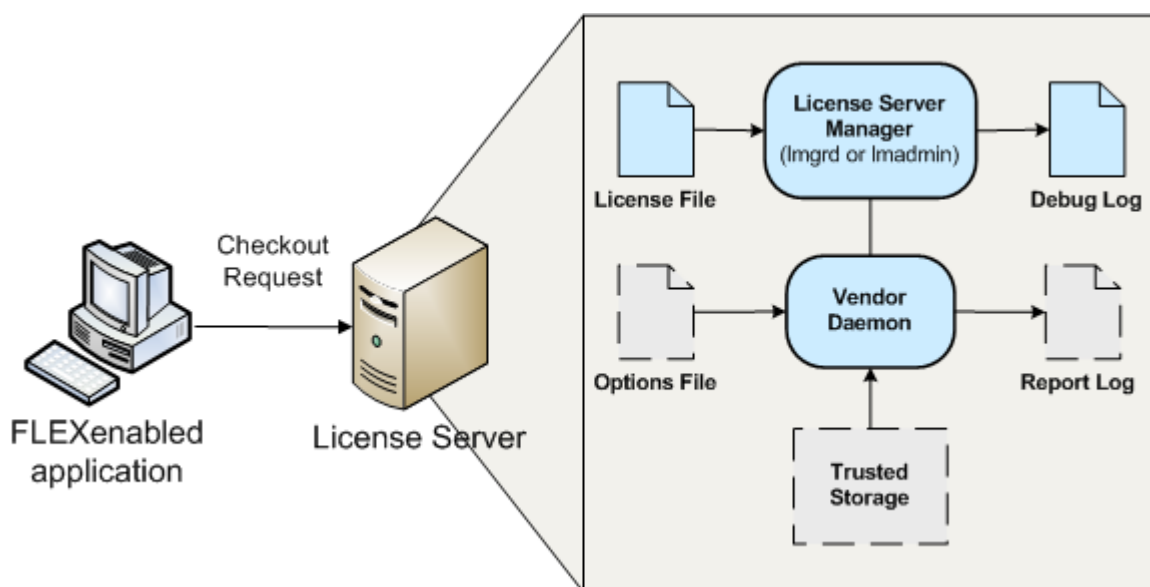 License Server
Manager
(lmgrd or lmadmin)
License File
Debug Log
Checkout
Request
Vendor
Daemon
Options File
Report Log
FLEXenabled
application
License Server
Trusted
Storage